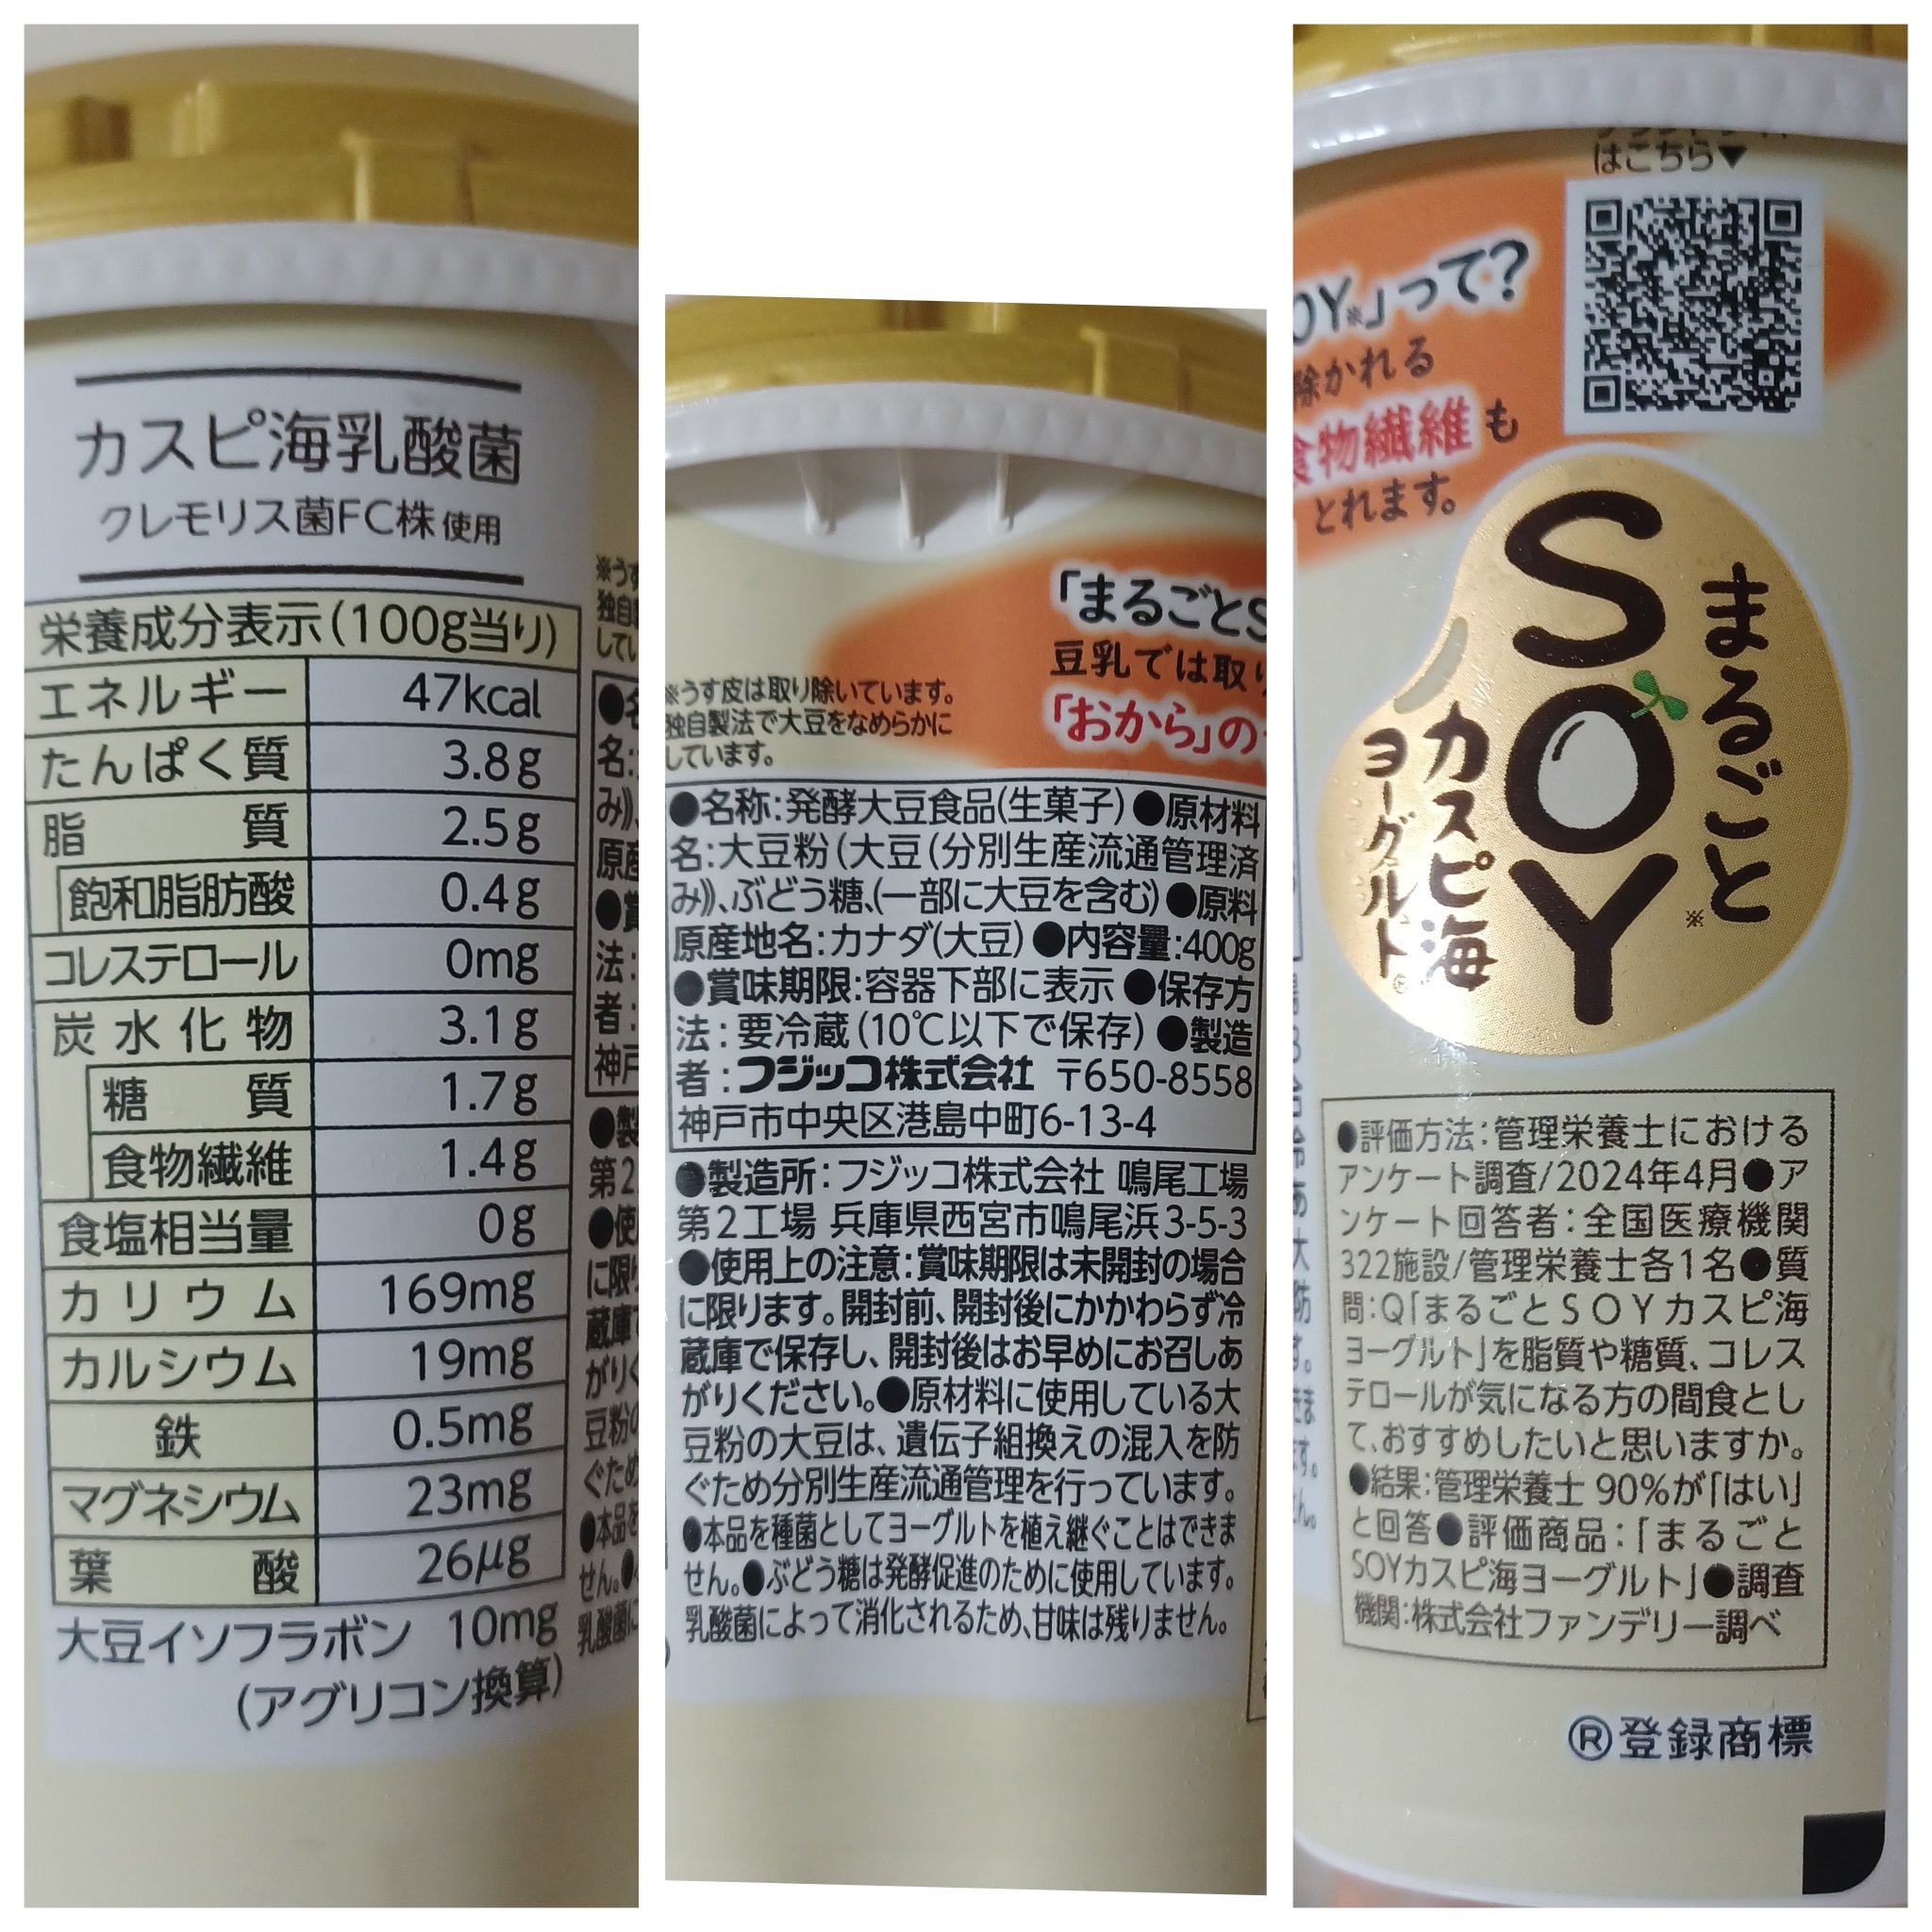 カスピ海乳酸菌
クレモリス菌FC株使用
栄養成分表示(100g当り)
エネルギー 47kcal
たんぱく質 3.8g
脂質 2.5g
飽和脂肪酸 0.4g
コレステロール 0mg
炭水化物 3.1g
糖質 1.7g
食物繊維 1.4g
食塩相当量 0g
カリウム 169mg
カルシウム 19mg
鉄 0.5mg
マグネシウム 23mg
葉酸 26μg
大豆イソフラボン 10mg
(アグリコン換算)
「まるごとS
豆乳では取り
「おから」の
※うす皮は取り除いています。
独自製法で大豆をなめらかに
しています。
●名称:発酵大豆食品(生菓子)●原材料
名:大豆粉(大豆(分別生産流通管理済
み))、ぶどう糖、(一部に大豆を含む)●原料
原産地名:カナダ(大豆)●内容量:400g
●賞味期限:容器下部に表示●保存方
法:要冷蔵(10℃以下で保存)●製造
者:フジッコ株式会社 〒650-8558
神戸市中央区港島中町6-13-4
●製造所:フジッコ株式会社 鳴尾工場
第2工場 兵庫県西宮市鳴尾浜3-5-3
●使用上の注意:賞味期限は未開封の場合
に限ります。開封前、開封後にかかわらず冷
蔵庫で保存し、開封後はお早めにお召しあ
がりください。●原材料に使用している大
豆粉の大豆は、遺伝子組換えの混入を防
ぐため分別生産流通管理を行っています。
●本品を種菌としてヨーグルトを植え継ぐことはできま
せん。●ぶどう糖は発酵促進のために使用しています。
乳酸菌によって消化されるため、甘味は残りません。
はこちら▼
OY※」って?
除かれる
食物繊維も
とれます。
まるごと
SOY※
カスピ海
ヨーグルト®
●評価方法:管理栄養士における
アンケート調査/2024年4月●ア
ンケート回答者:全国医療機関
322施設/管理栄養士各1名●質
問:Q「まるごとSOYカスピ海
ヨーグルト」を脂質や糖質、コレス
テロールが気になる方の間食とし
て、おすすめしたいと思いますか。
●結果:管理栄養士 90%が「はい」
と回答●評価商品:「まるごと
SOYカスピ海ヨーグルト」●調査
機関:株式会社ファンデリー調べ
®登録商標